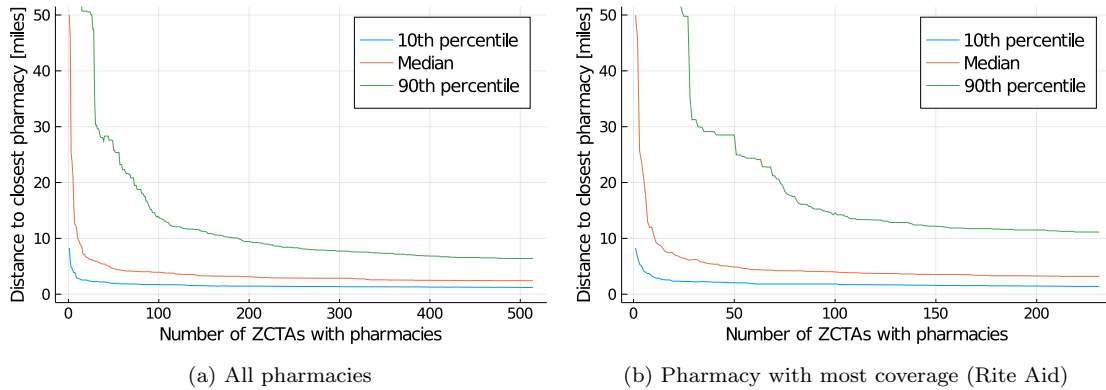 50
40
30
20
10
0
Distance to closest pharmacy [miles]
10th percentile
Median
90th percentile
0
100
200
300
400
500
Number of ZCTAs with pharmacies
(a) All pharmacies
50
40
30
20
10
0
Distance to closest pharmacy [miles]
10th percentile
Median
90th percentile
0
50
100
150
200
Number of ZCTAs with pharmacies
(b) Pharmacy with most coverage (Rite Aid)